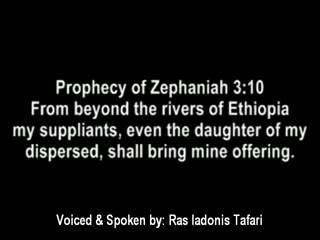 Prophecy of Zephaniah 3:10
From beyond the rivers of Ethiopia
my suppliants, even the daughter of my
dispersed, shall bring mine offering.
Voiced & Spoken by: Ras Iadonis Tafari